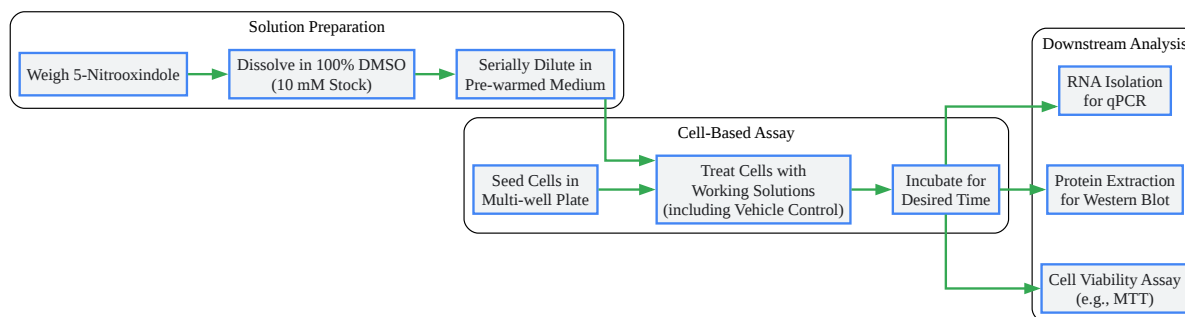 Solution Preparation
Weigh 5-Nitrooxindole
Dissolve in 100% DMSO
(10 mM Stock)
Serially Dilute in
Pre-warmed Medium
Cell-Based Assay
Seed Cells in
Multi-well Plate
Treat Cells with
Working Solutions
(including Vehicle Control)
Incubate for
Desired Time
Downstream Analysis
RNA Isolation
for qPCR
Protein Extraction
for Western Blot
Cell Viability Assay
(e.g., MTT)